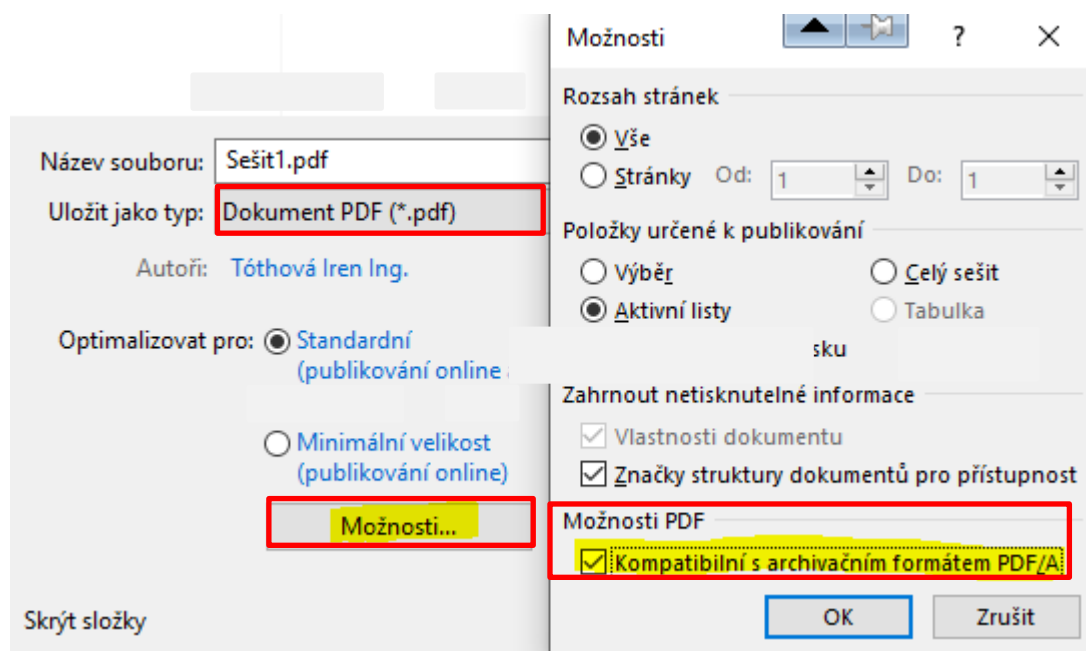 Název souboru: Sešit1.pdf
Uložit jako typ: Dokument PDF (*.pdf)
Autoři: Tóthová Iren Ing.
Optimalizovat pro: Standardní
(publikování online
Minimální velikost
(publikování online)
Možnosti...
Skrýt složky
Možnosti ?
Rozsah stránek
Vše
Stránky Od: 1 Do: 1
Položky určené k publikování
Výběr Celý sešit
Aktivní listy Tabulka
sku
Zahrnout netisknutelné informace
Vlastnosti dokumentu
Značky struktury dokumentů pro přístupnost
Možnosti PDF
Kompatibilní s archivačním formátem PDF/A
OK Zrušit